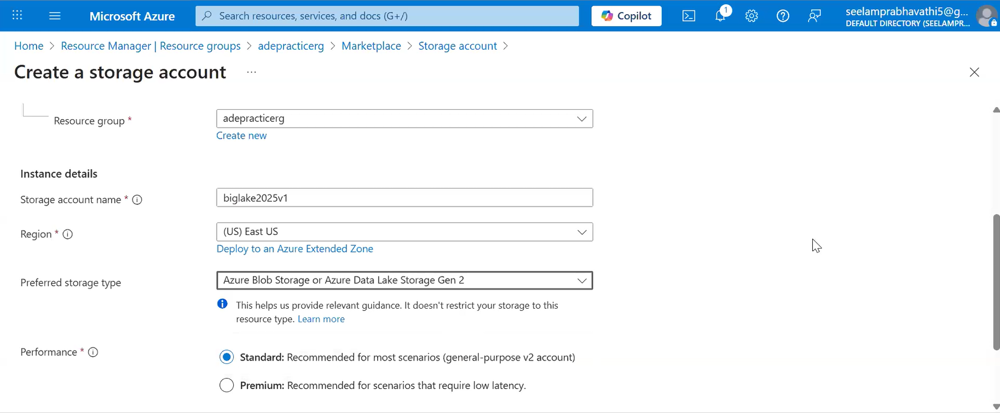 Microsoft Azure
Search resources, services, and docs (G+/)
Copilot
1
seelamprabhavathi5@g...
DEFAULT DIRECTORY (SEELAMPR...
Home > Resource Manager | Resource groups > adepracticerg > Marketplace > Storage account >
Create a storage account ...
Resource group *
adepracticerg
Create new
Instance details
Storage account name *
biglake2025v1
Region *
(US) East US
Deploy to an Azure Extended Zone
Preferred storage type
Azure Blob Storage or Azure Data Lake Storage Gen 2
This helps us provide relevant guidance. It doesn't restrict your storage to this
resource type. Learn more
Performance *
Standard: Recommended for most scenarios (general-purpose v2 account)
Premium: Recommended for scenarios that require low latency.